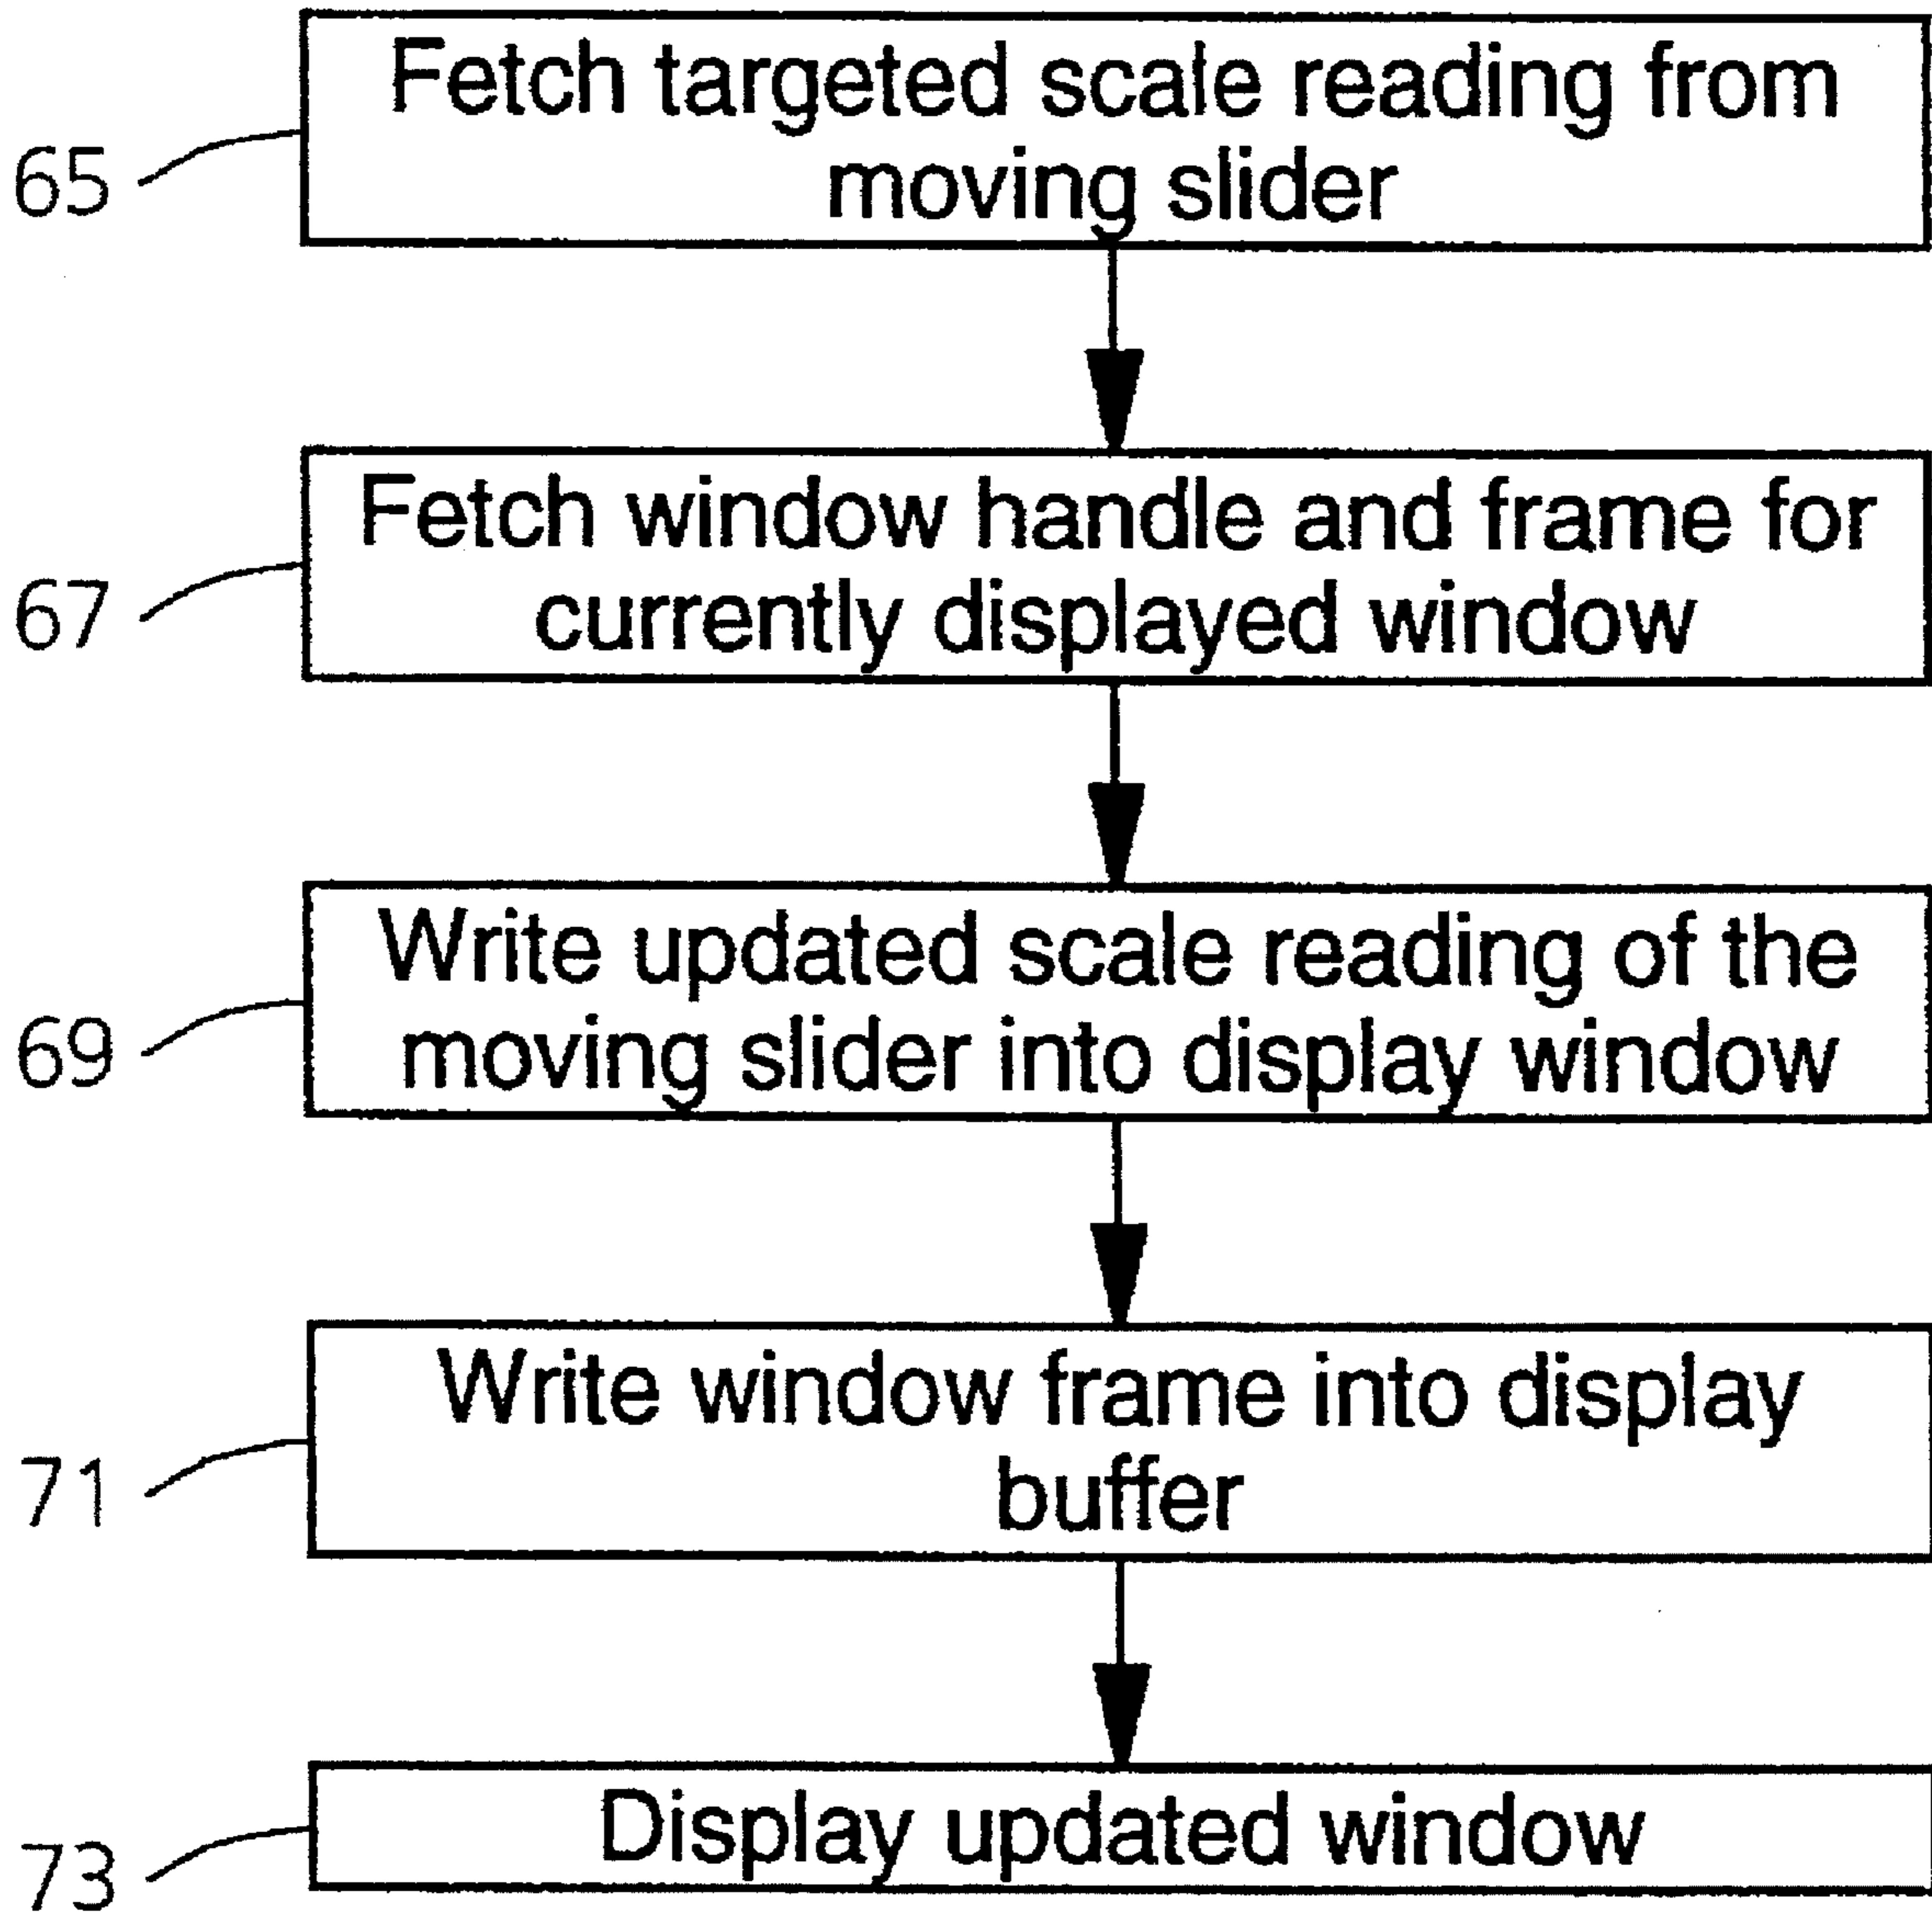 Fetch targeted scale reading from
moving slider
65
Fetch window handle and frame for
currently displayed window
67
Write updated scale reading of the
moving slider into display window
69
Write window frame into display
buffer
71
Display updated window
73